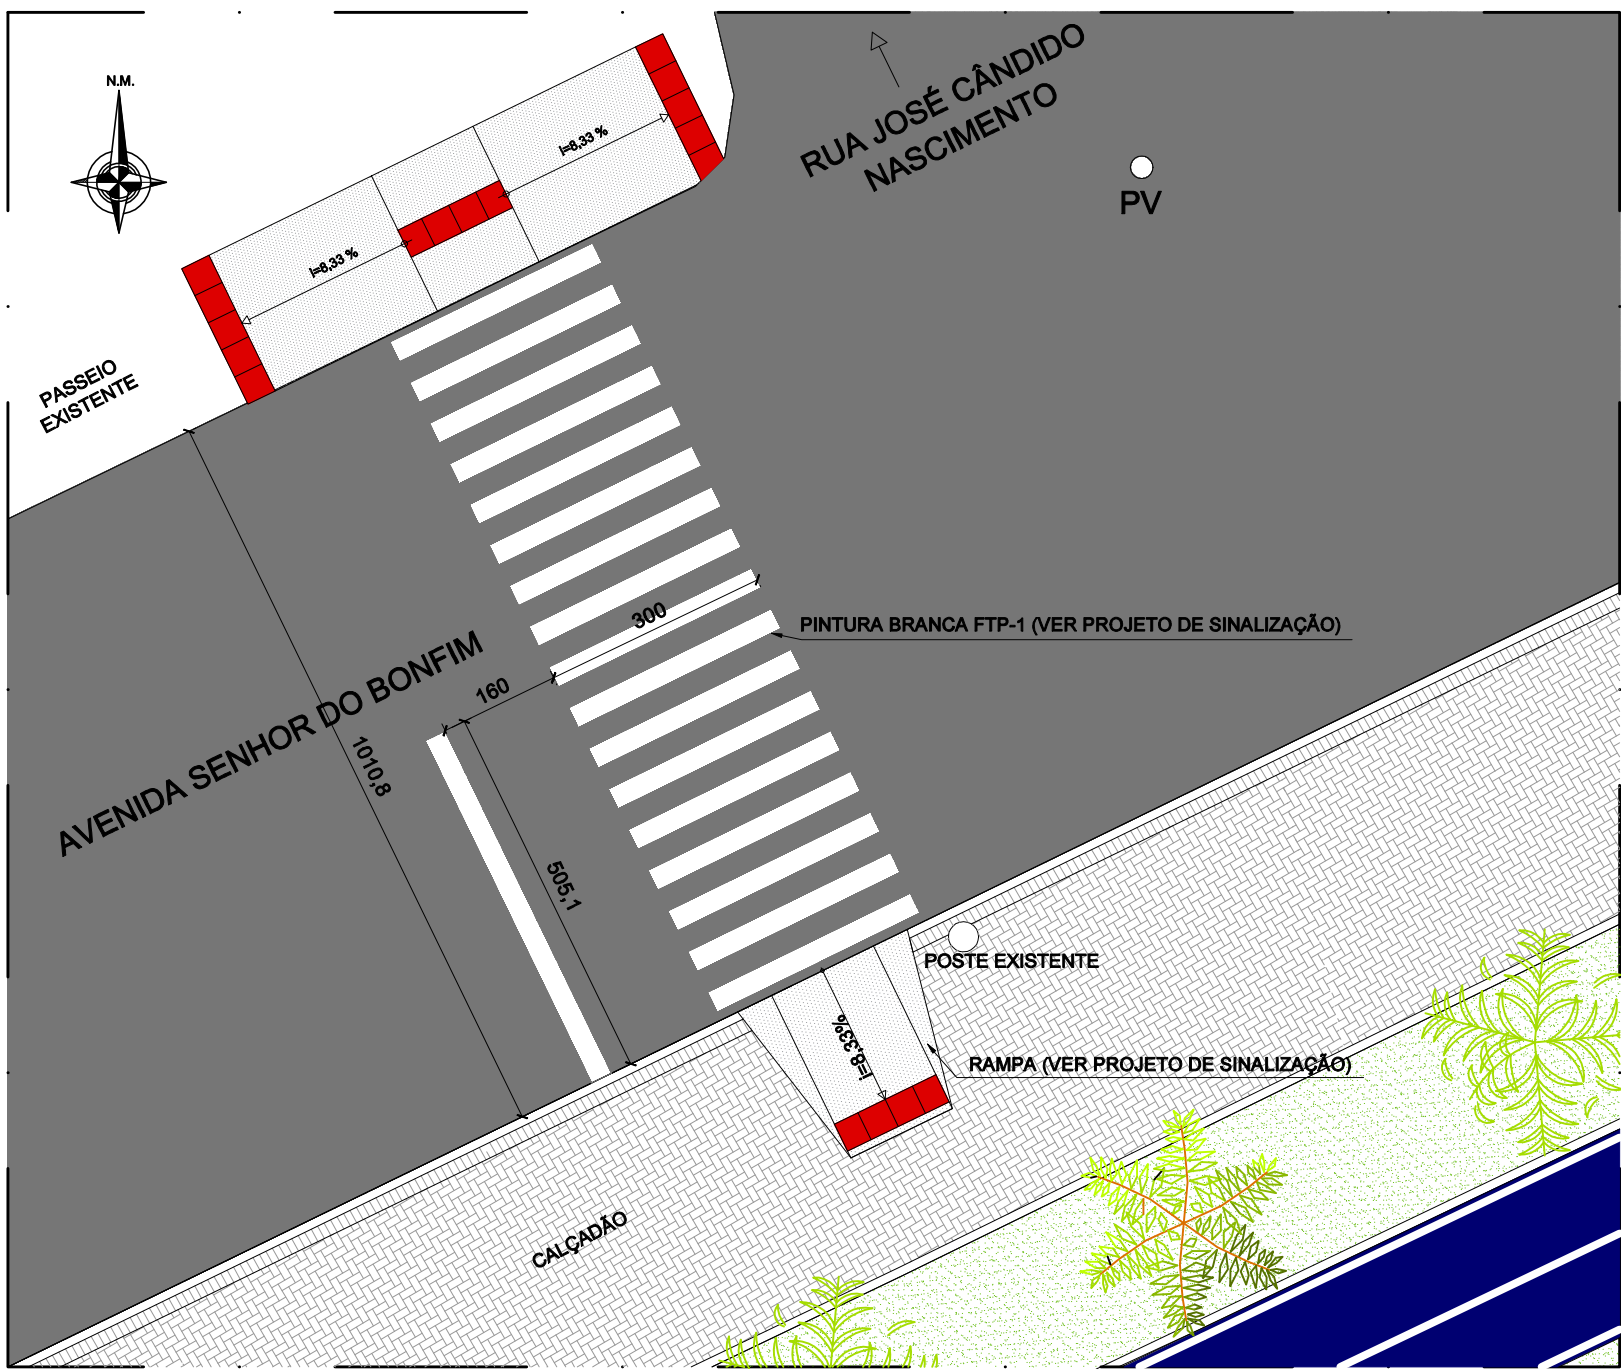 N.M.
RUA JOSÉ CÂNDIDO
NASCIMENTO
PV
I=8,33 %
I=8,33 %
PASSEIO
EXISTENTE
300
PINTURA BRANCA FTP-1 (VER PROJETO DE SINALIZAÇÃO)
160
AVENIDA SENHOR DO BONFIM
1010,8
505,1
POSTE EXISTENTE
i=8,33%
RAMPA (VER PROJETO DE SINALIZAÇÃO)
CALÇADÃO